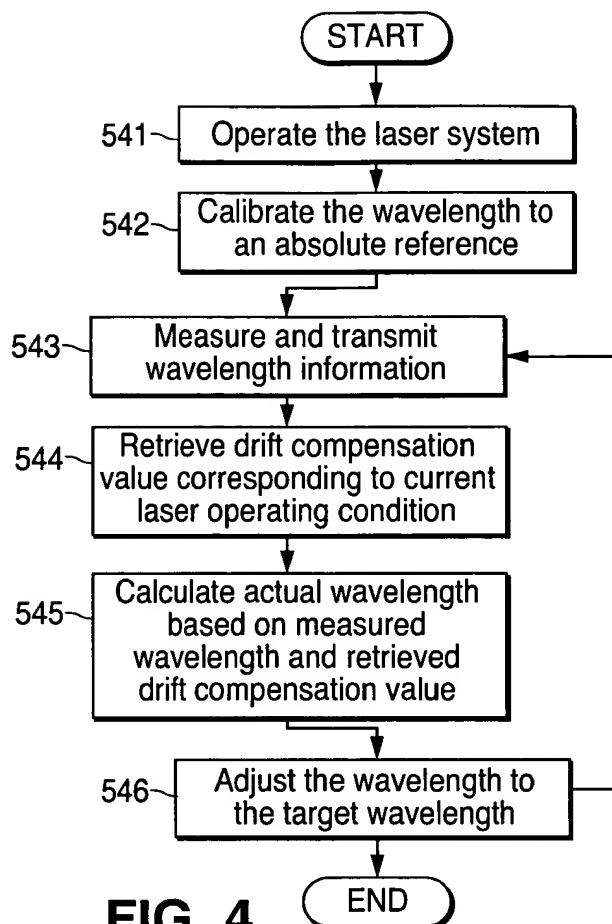 START
541
Operate the laser system
542
Calibrate the wavelength to
an absolute reference
543
Measure and transmit
wavelength information
544
Retrieve drift compensation
value corresponding to current
laser operating condition
545
Calculate actual wavelength
based on measured
wavelength and retrieved
drift compensation value
546
Adjust the wavelength to
the target wavelength
END
FIG. 4